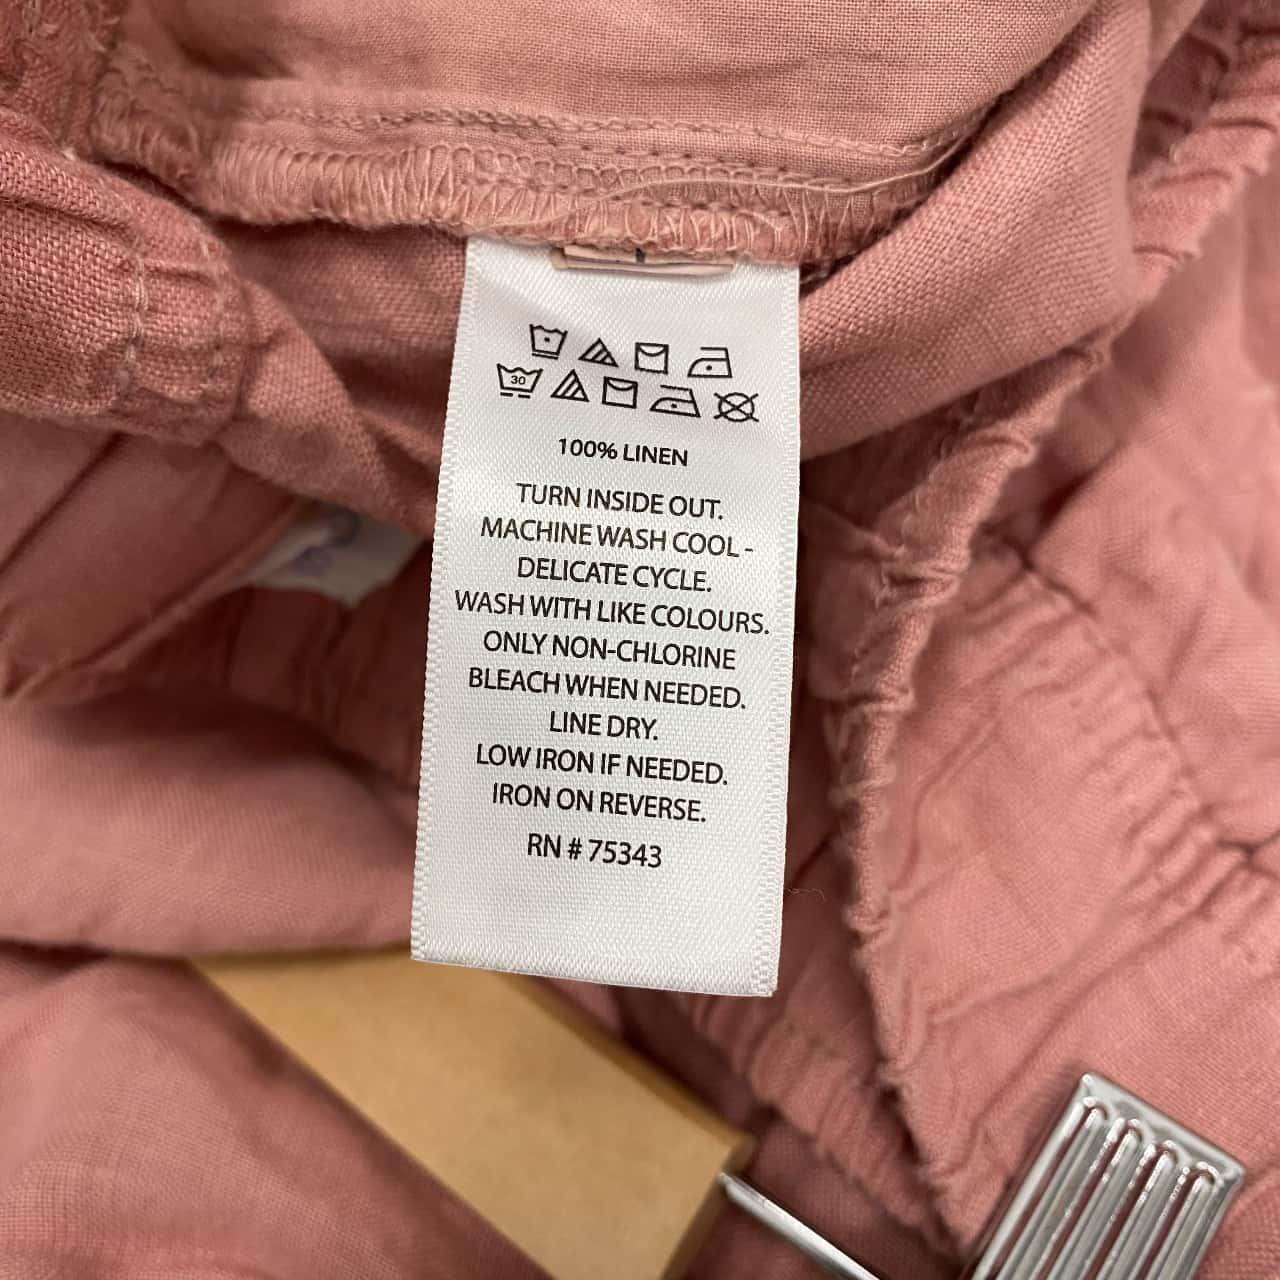 30
100% LINEN
TURN INSIDE OUT.
MACHINE WASH COOL -
DELICATE CYCLE.
WASH WITH LIKE COLOURS.
ONLY NON-CHLORINE
BLEACH WHEN NEEDED.
LINE DRY.
LOW IRON IF NEEDED.
IRON ON REVERSE.
RN # 75343